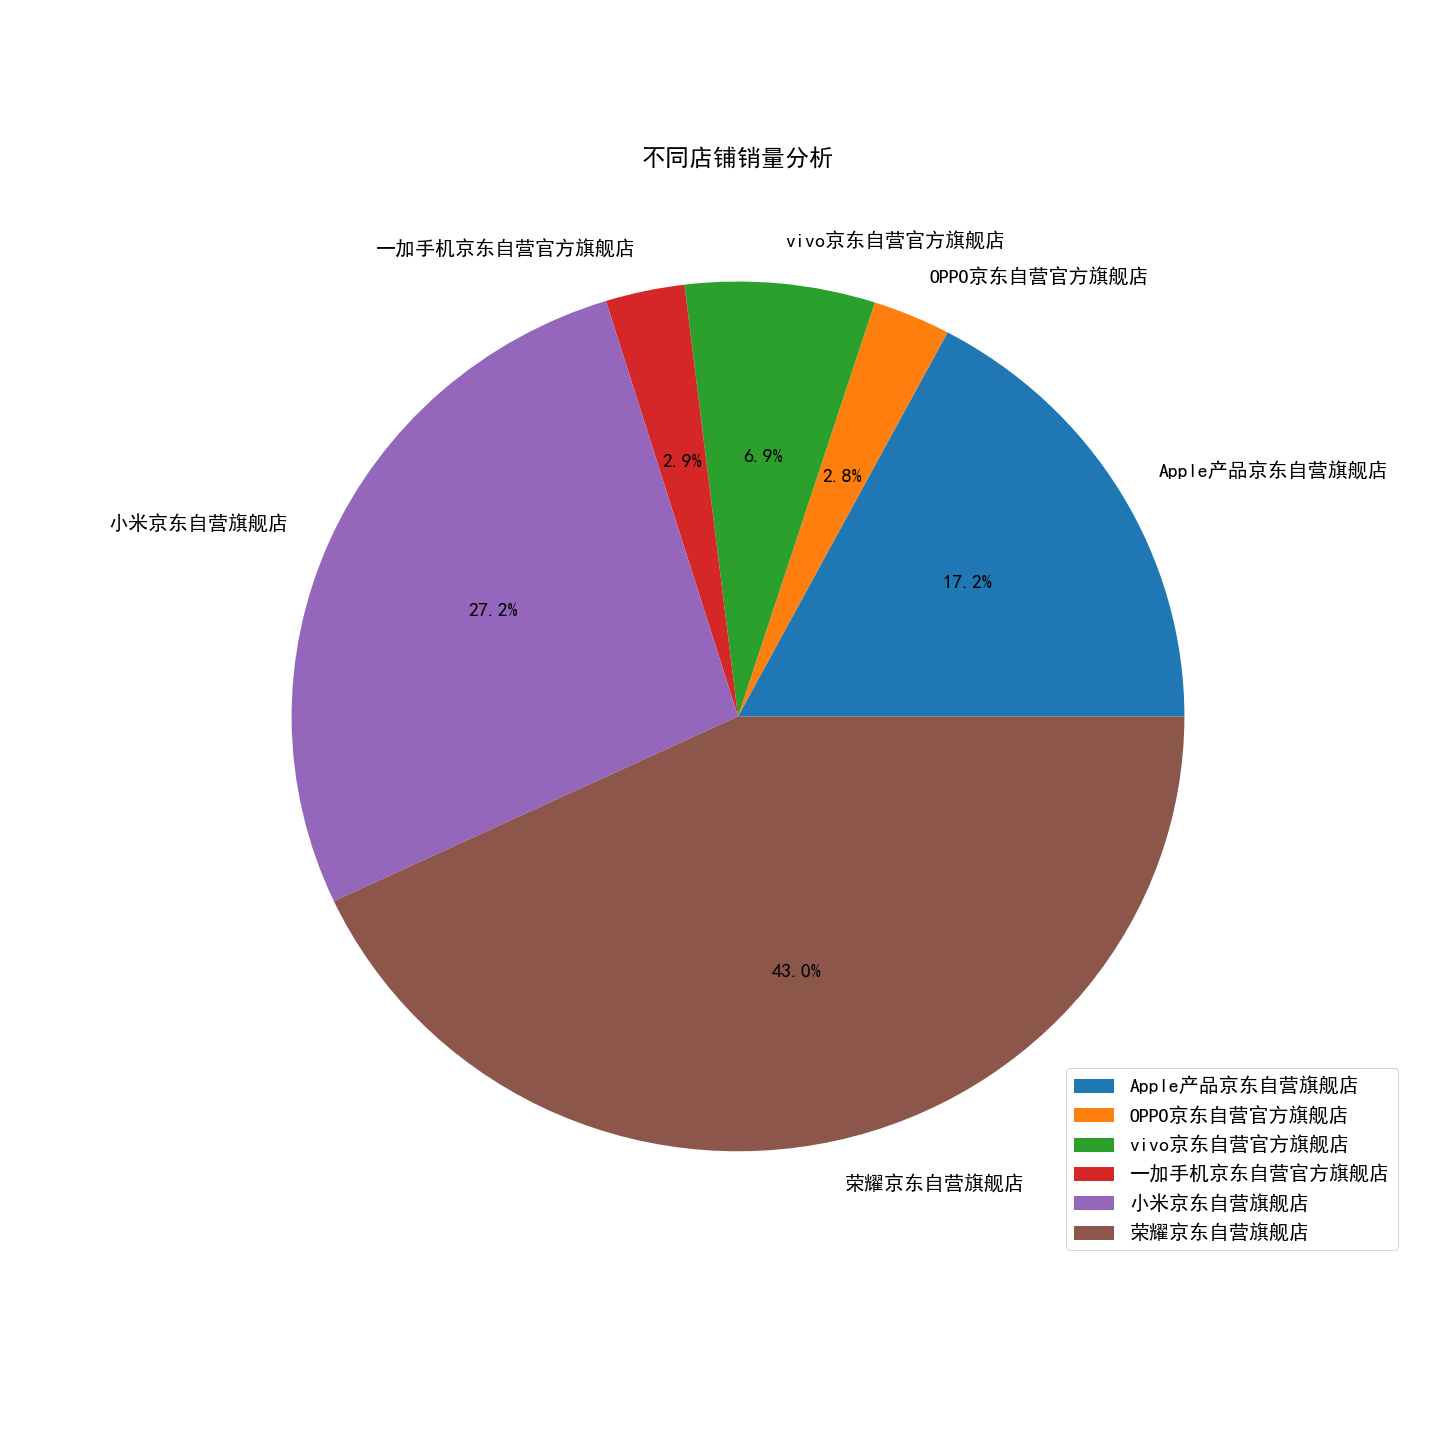 不同店铺销量分析
一加手机京东自营官方旗舰店
vivo京东自营官方旗舰店
OPPO京东自营官方旗舰店
Apple产品京东自营旗舰店
小米京东自营旗舰店
2.9%
6.9%
2.8%
17.2%
27.2%
43.0%
荣耀京东自营旗舰店
Apple产品京东自营旗舰店
OPPO京东自营官方旗舰店
vivo京东自营官方旗舰店
一加手机京东自营官方旗舰店
小米京东自营旗舰店
荣耀京东自营旗舰店